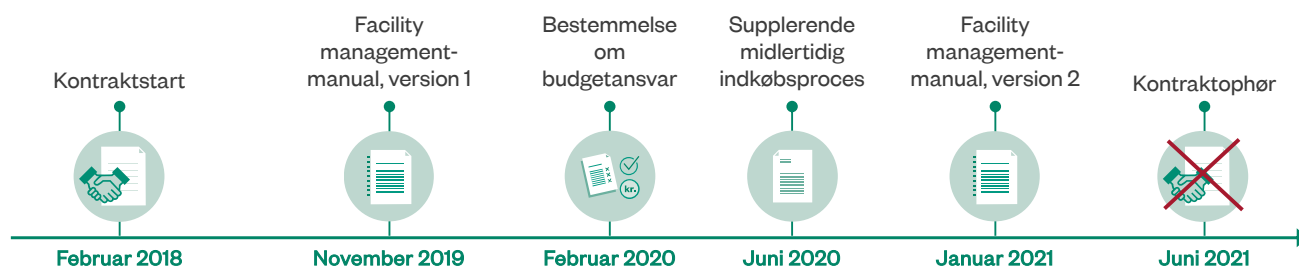 Kontraktstart
Facility
management-
manual, version 1
Bestemmelse
om
budgetansvar
Supplerende
midlertidig
indkøbsproces
Facility
management-
manual, version 2
Kontraktophør
kr.
Februar 2018
November 2019
Februar 2020
Juni 2020
Januar 2021
Juni 2021